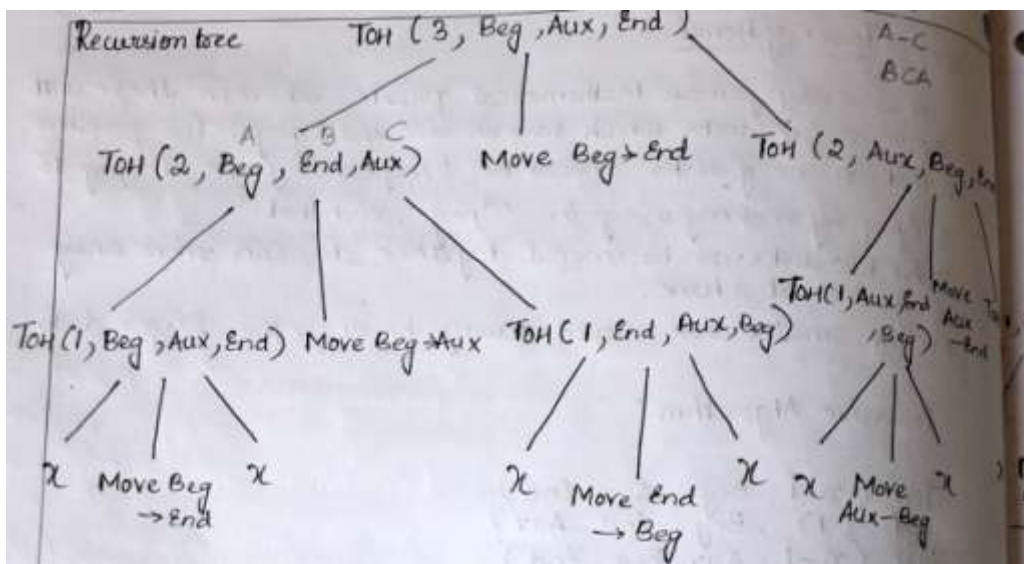 Recursion tree
TOH (3, Beg, Aux, End)
A-C
BCA
A B C
TOH (2, Beg, End, Aux)
Move Beg → End
TOH (2, Aux, Beg, End
TOH (1, Beg, Aux, End)
Move Beg → Aux
TOH (1, End, Aux, Beg)
TOH (1, Aux, End
, Beg)
Move
Aux
→ End
x
Move Beg
→ End
x
x
Move End
→ Beg
x
x
Move
Aux - Beg
x